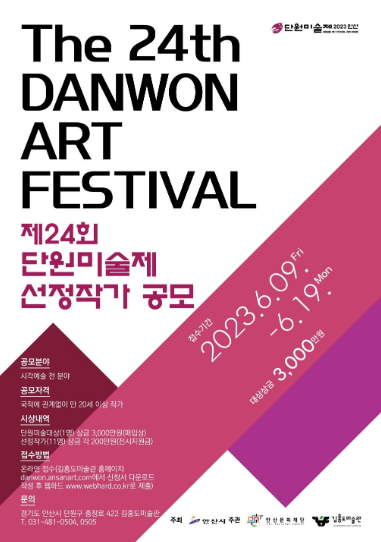 단원미술제 2023 안산
The 24th
DANWON
ART
FESTIVAL
제24회
단원미술제
선정작가 공모
접수기간
2023.6.09.Fri
-6.19.Mon
대상상금 3,000만원
공모분야
시각예술 전 분야
공모자격
국적에 관계없이 만 20세 이상 작가
시상내역
단원미술대상(1명) 상금 3,000만원(매입상)
선정작가(11명) 상금 각 200만원(전시지원금)
접수방법
온라인 접수(김홍도미술관 홈페이지
danwon.ansanart.com에서 신청서 다운로드
작성 후 웹하드 www.webhard.co.kr로 제출)
문의
경기도 안산시 단원구 충장로 422 김홍도미술관
T. 031-481-0504, 0505
주최 안산시 주관 안산문화재단 김홍도미술관